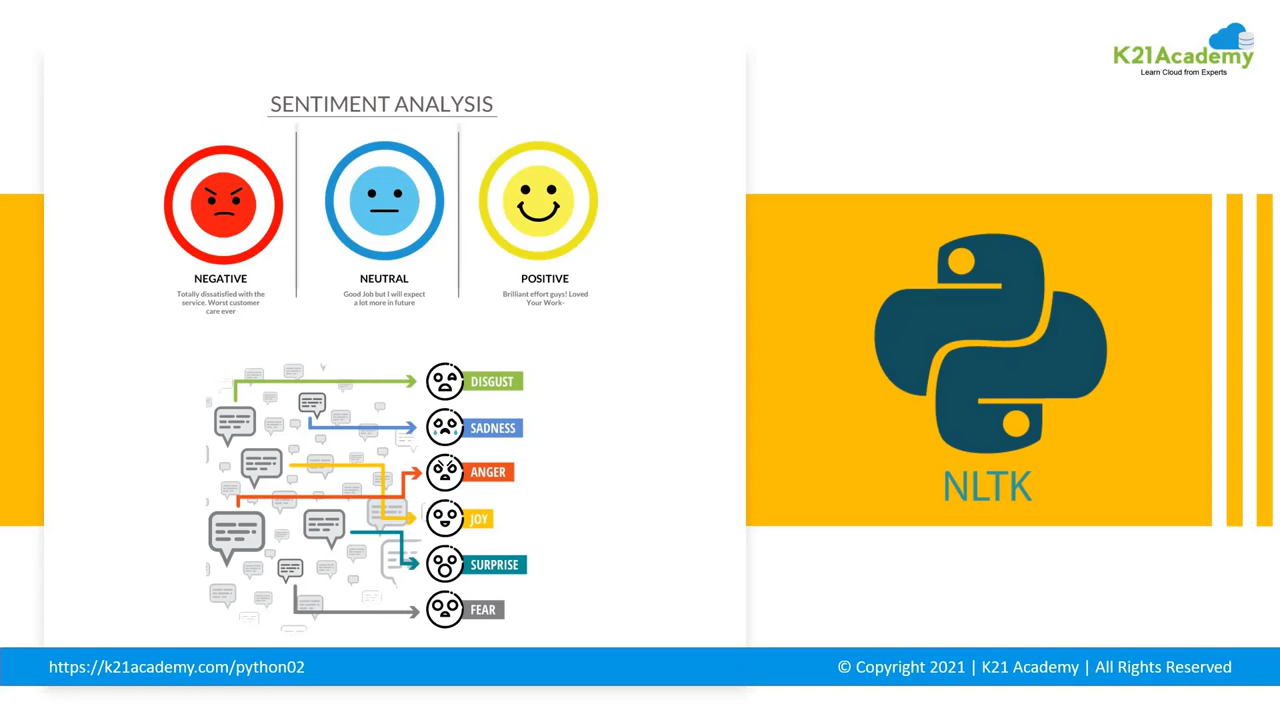 K21Academy
Learn Cloud from Experts
SENTIMENT ANALYSIS
NEGATIVE
Totally dissatisfied with the
service. Worst customer
care ever
NEUTRAL
Good Job but I will expect
a lot more in future
POSITIVE
Brilliant effort guys! Loved
Your Work-
DISGUST
SADNESS
ANGER
JOY
SURPRISE
FEAR
NLTK
https://k21academy.com/python02
© Copyright 2021 | K21 Academy | All Rights Reserved